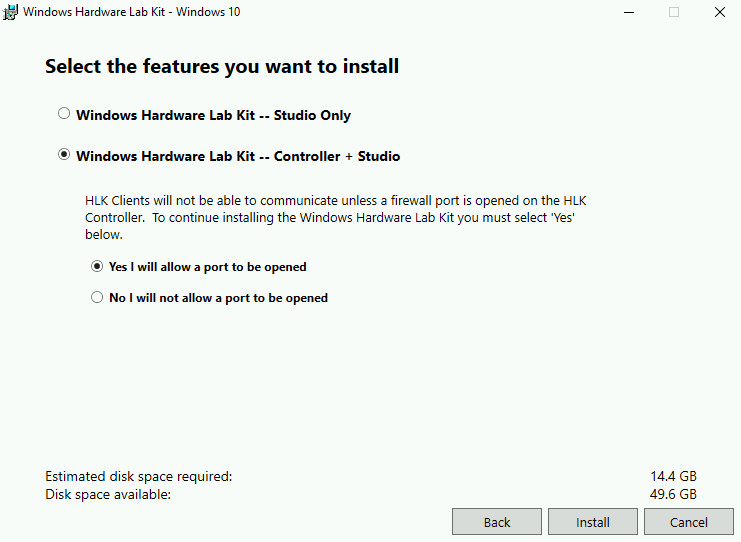 Windows Hardware Lab Kit - Windows 10
Select the features you want to install
Windows Hardware Lab Kit -- Studio Only
Windows Hardware Lab Kit -- Controller + Studio
HLK Clients will not be able to communicate unless a firewall port is opened on the HLK
Controller.  To continue installing the Windows Hardware Lab Kit you must select 'Yes'
below.
Yes I will allow a port to be opened
No I will not allow a port to be opened
Estimated disk space required: 14.4 GB
Disk space available: 49.6 GB
Back Install Cancel